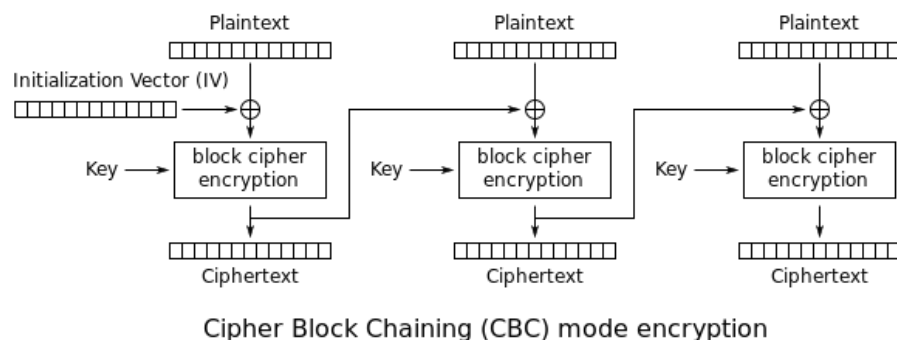 Plaintext
Plaintext
Plaintext
Initialization Vector (IV)
Key
block cipher
encryption
Key
block cipher
encryption
Key
block cipher
encryption
Ciphertext
Ciphertext
Ciphertext
Cipher Block Chaining (CBC) mode encryption